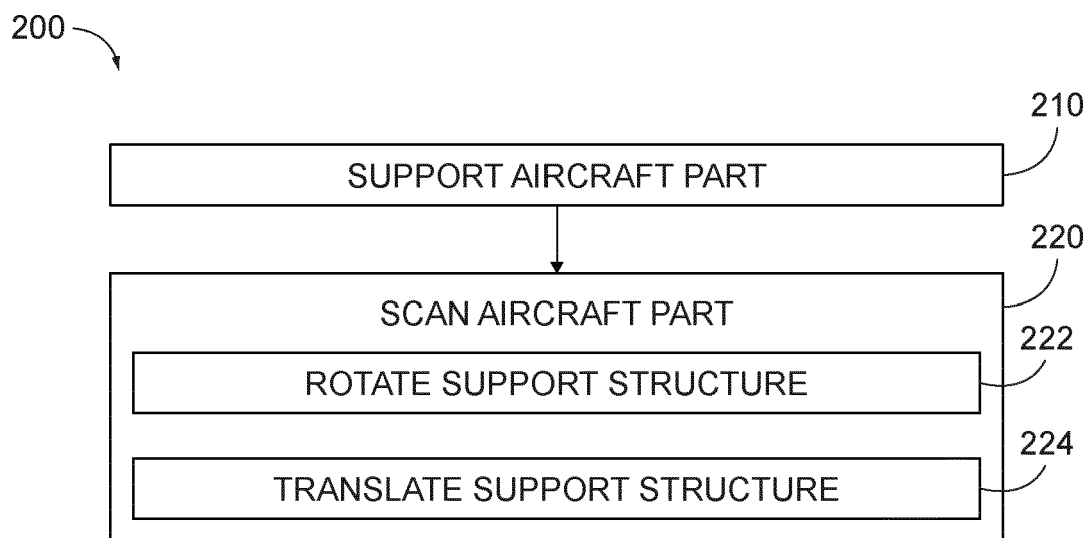 200
210
SUPPORT AIRCRAFT PART
220
SCAN AIRCRAFT PART
222
ROTATE SUPPORT STRUCTURE
224
TRANSLATE SUPPORT STRUCTURE